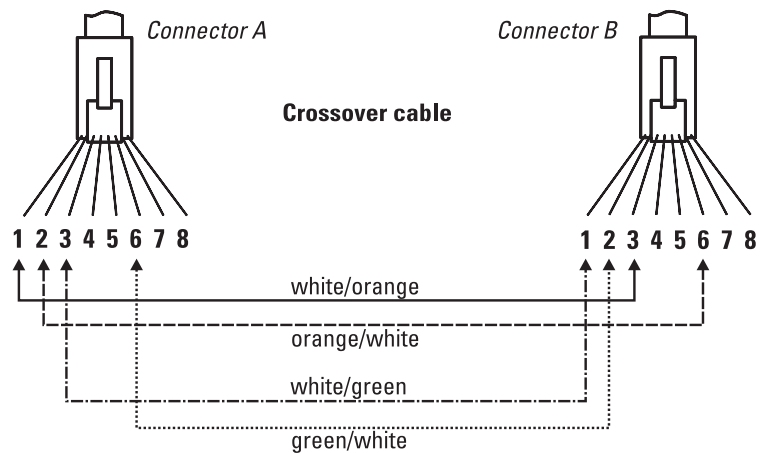 Connector A Connector B
Crossover cable
1 2 3 4 5 6 7 8 1 2 3 4 5 6 7 8
white/orange
orange/white
white/green
green/white